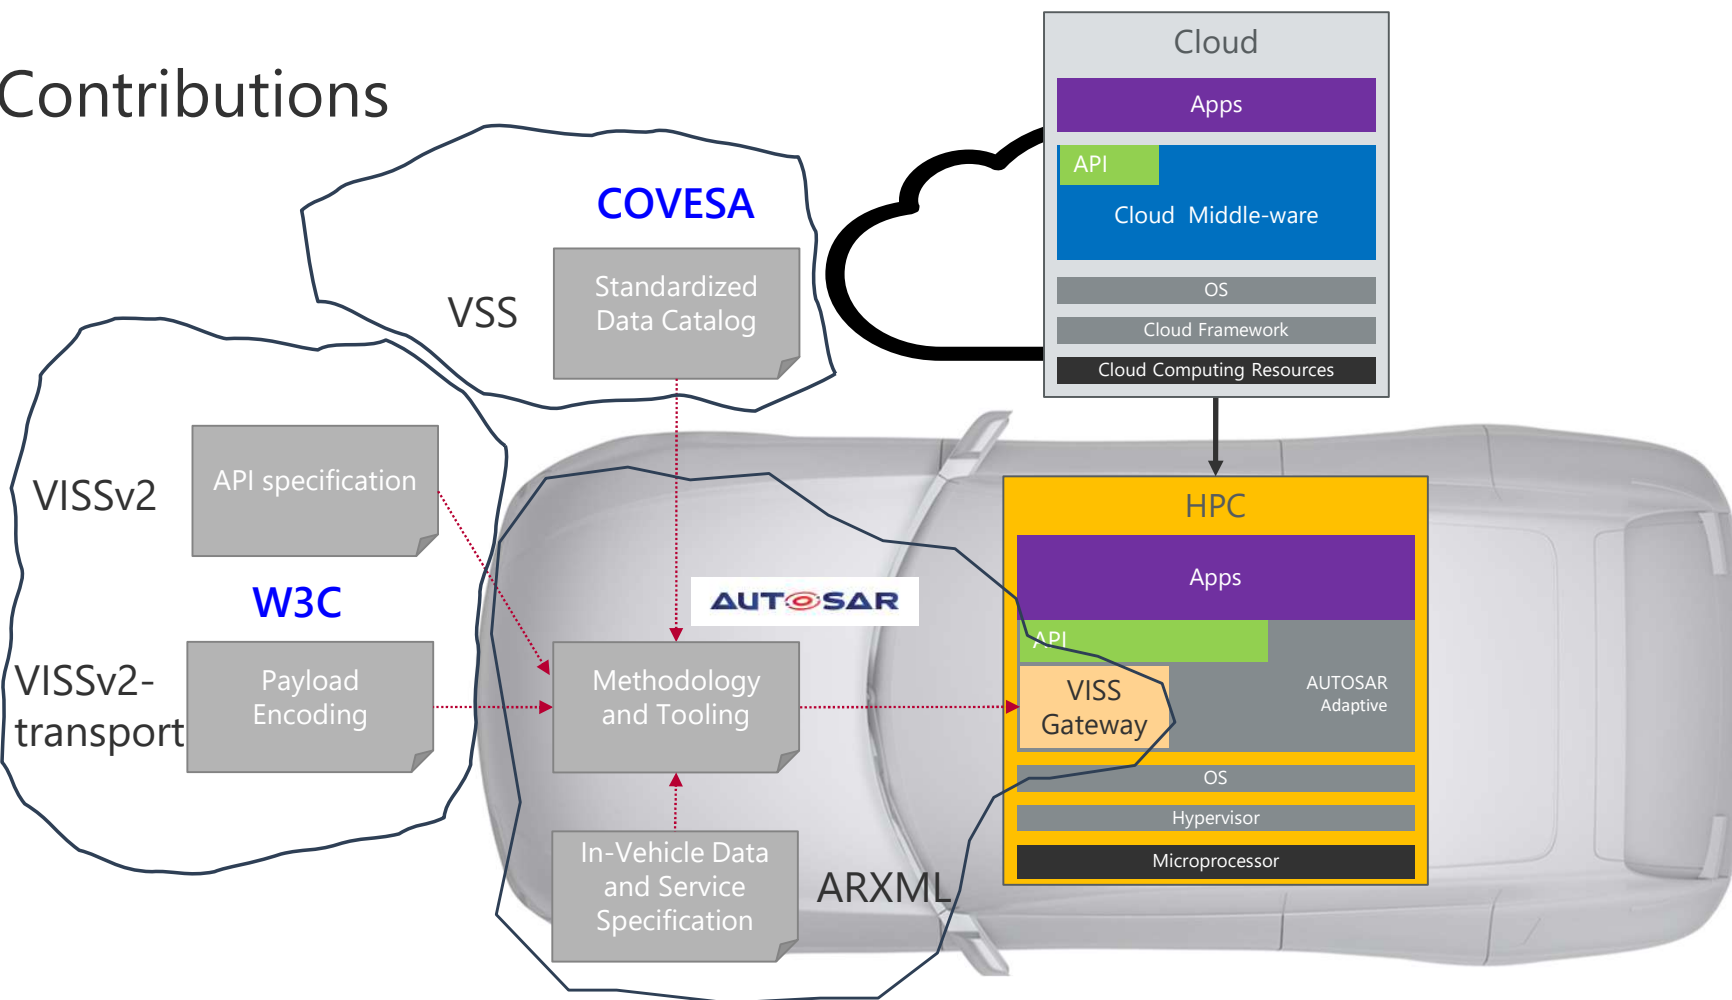 Contributions
Cloud
Apps
API
Cloud Middle-ware
OS
Cloud Framework
Cloud Computing Resources
COVESA
VSS
Standardized
Data Catalog
VISSv2
API specification
W3C
VISSv2-
transport
Payload
Encoding
AUTOSAR
Methodology
and Tooling
In-Vehicle Data
and Service
Specification
ARXML
HPC
Apps
API
VISS
Gateway
AUTOSAR
Adaptive
OS
Hypervisor
Microprocessor